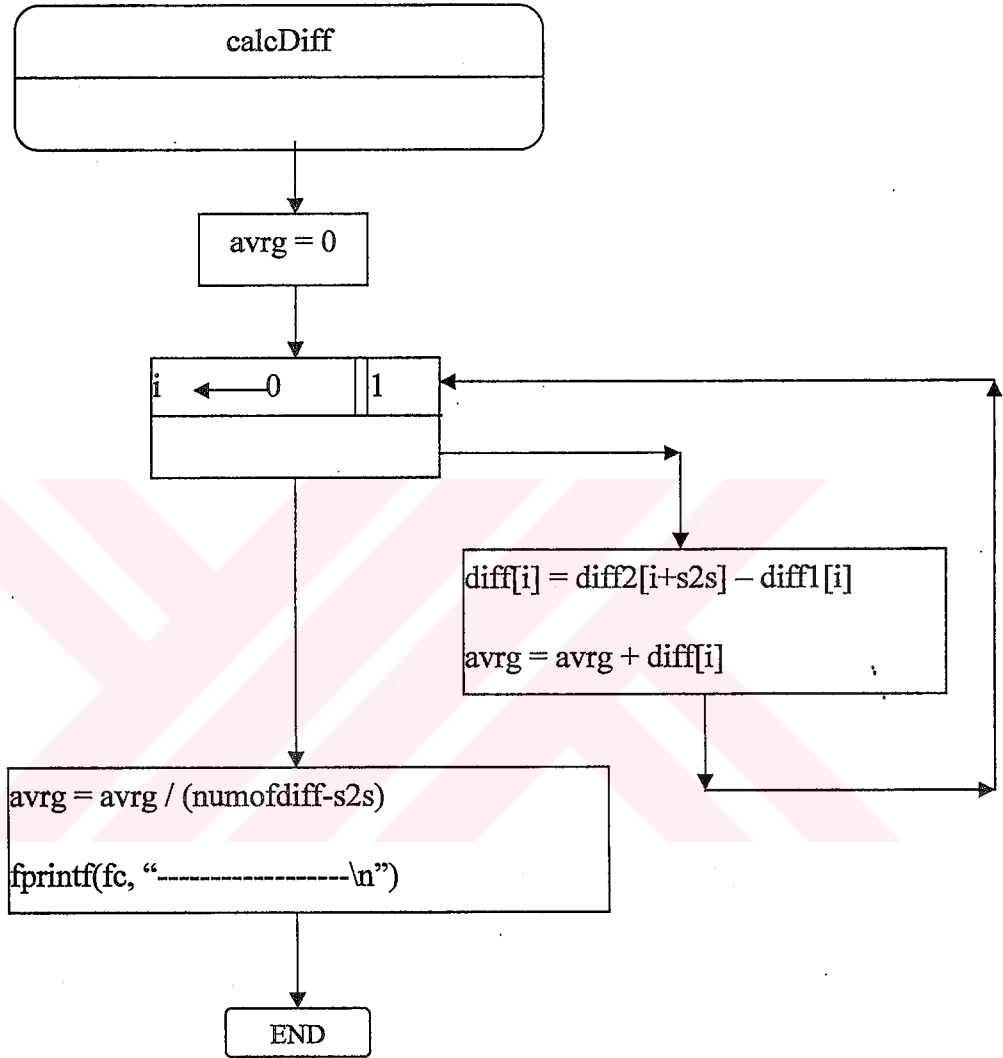 calcDiff
avrg = 0
i ←0 1
diff[i] = diff2[i+s2s] – diff1[i]
avrg = avrg + diff[i]
avrg = avrg / (numofdiff-s2s)
fprintf(fc, “------------------\n”)
END